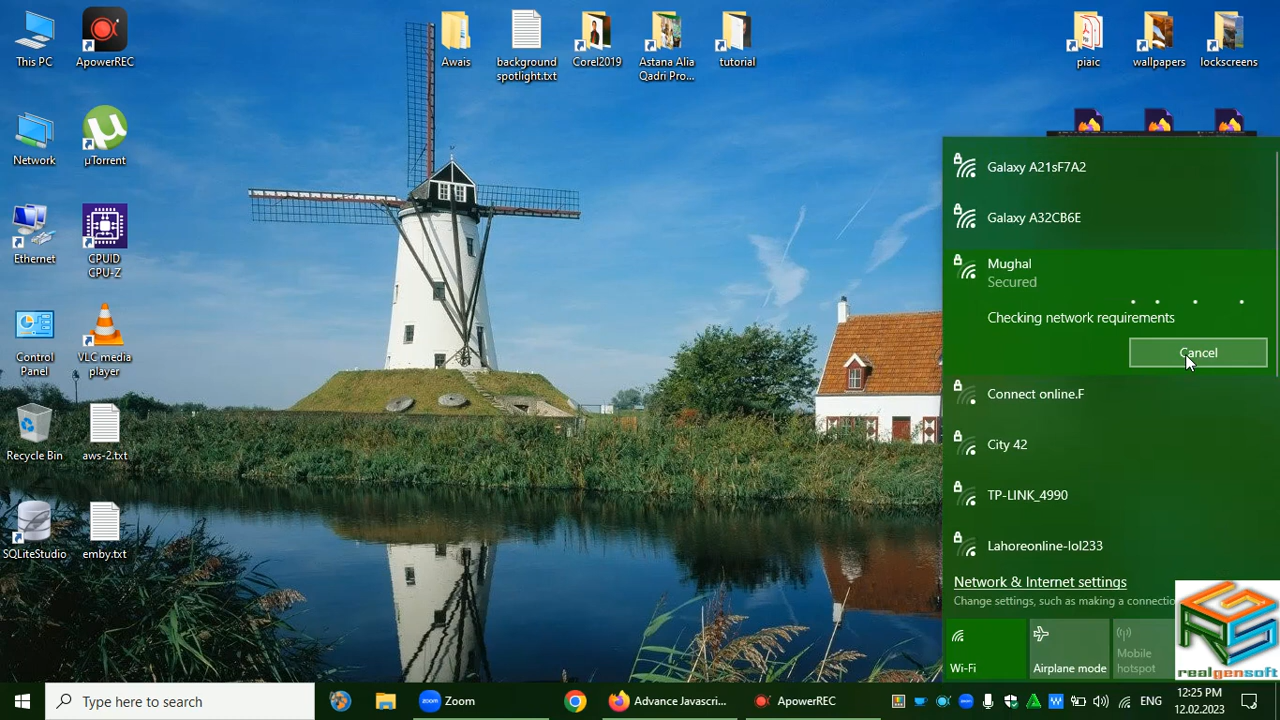 This PC
ApowerREC
Awais
background
spotlight.txt
Corel2019
Astana Alia
Qadri Pro...
tutorial
piaic
wallpapers
lockscreens
Network
µTorrent
Ethernet
CPUID
CPU-Z
Control
Panel
VLC media
player
Recycle Bin
aws-2.txt
SQLiteStudio
emby.txt
Galaxy A21sF7A2
Galaxy A32CB6E
Mughal
Secured
Checking network requirements
Cancel
Connect online.F
City 42
TP-LINK_4990
Lahoreonline-lol233
Network & Internet settings
Change settings, such as making a connectio
Wi-Fi
Airplane mode
Mobile
hotspot
realgensoft
Type here to search
zoom
Zoom
Advance Javascri...
ApowerREC
ENG
12:25 PM
12.02.2023